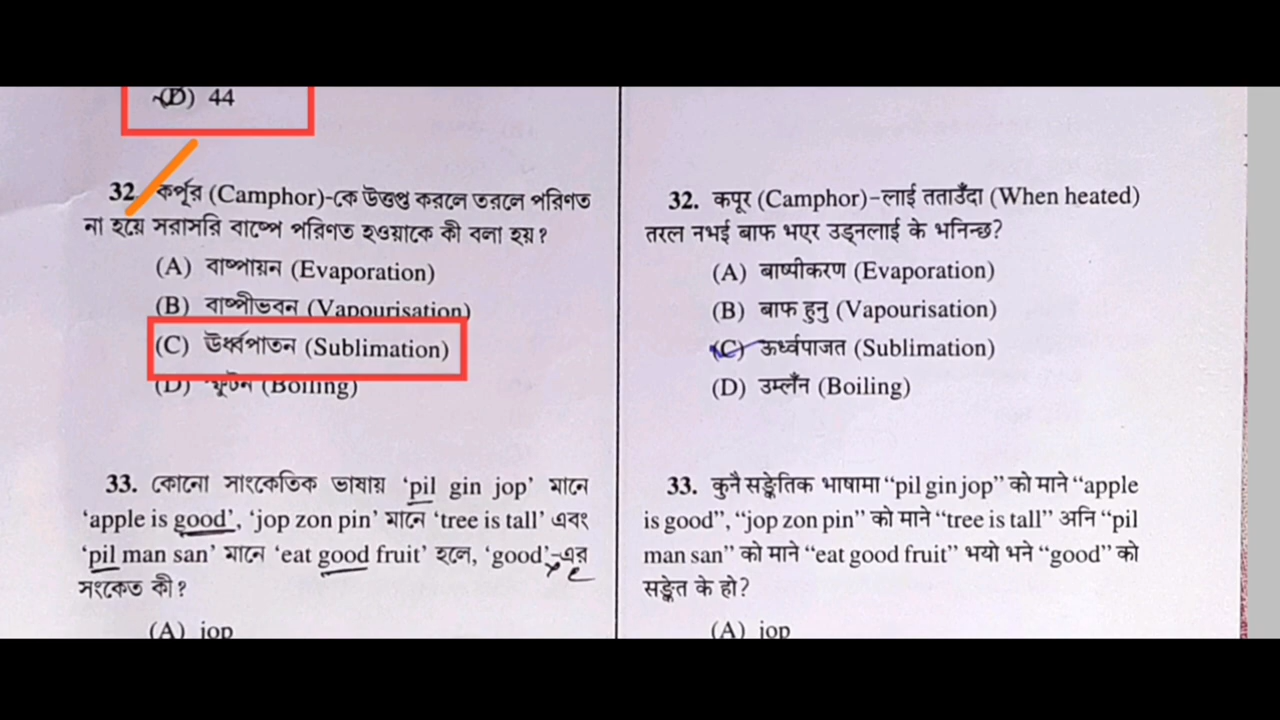 (D) 44
32. কর্পূর (Camphor)-কে উত্তপ্ত করলে তরলে পরিণত
না হয়ে সরাসরি বাষ্পে পরিণত হওয়াকে কী বলা হয়?
(A) বাষ্পায়ন (Evaporation)
(B) বাষ্পীভবন (Vapourisation)
(C) ঊর্ধ্বপাতন (Sublimation)
(D) স্ফুটন (Boiling)
33. কোনো সাংকেতিক ভাষায় ‘pil gin jop’ মানে
‘apple is good’, ‘jop zon pin’ মানে ‘tree is tall’ এবং
‘pil man san’ মানে ‘eat good fruit’ হলে, ‘good’-এর
সংকেত কী?
(A) jop
32. कपूर (Camphor)-लाई तताउँदा (When heated)
तरल नभई बाफ भएर उड्नलाई के भनिन्छ?
(A) बाष्पीकरण (Evaporation)
(B) बाफ हुनु (Vapourisation)
(C) ऊर्ध्वपाजत (Sublimation)
(D) उम्लँन (Boiling)
33. कुनै सङ्केतिक भाषामा “pil gin jop” को माने “apple
is good”, “jop zon pin” को माने “tree is tall” अनि “pil
man san” को माने “eat good fruit” भयो भने “good” को
सङ्केत के हो?
(A) jop